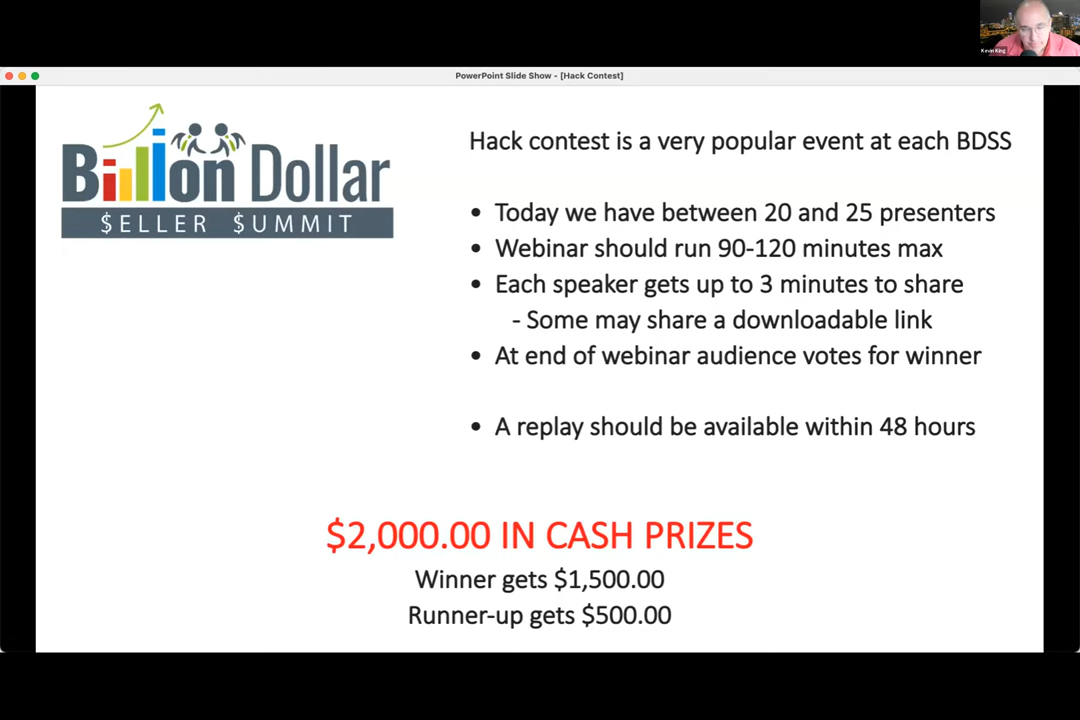 Kevin King
PowerPoint Slide Show - [Hack Contest]
Billion Dollar
$ELLER $UMMIT
Hack contest is a very popular event at each BDSS
• Today we have between 20 and 25 presenters
• Webinar should run 90-120 minutes max
• Each speaker gets up to 3 minutes to share
- Some may share a downloadable link
• At end of webinar audience votes for winner
• A replay should be available within 48 hours
$2,000.00 IN CASH PRIZES
Winner gets $1,500.00
Runner-up gets $500.00